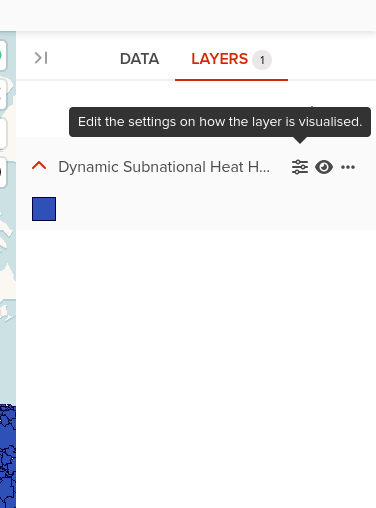 DATA
LAYERS 1
Edit the settings on how the layer is visualised.
Dynamic Subnational Heat H...